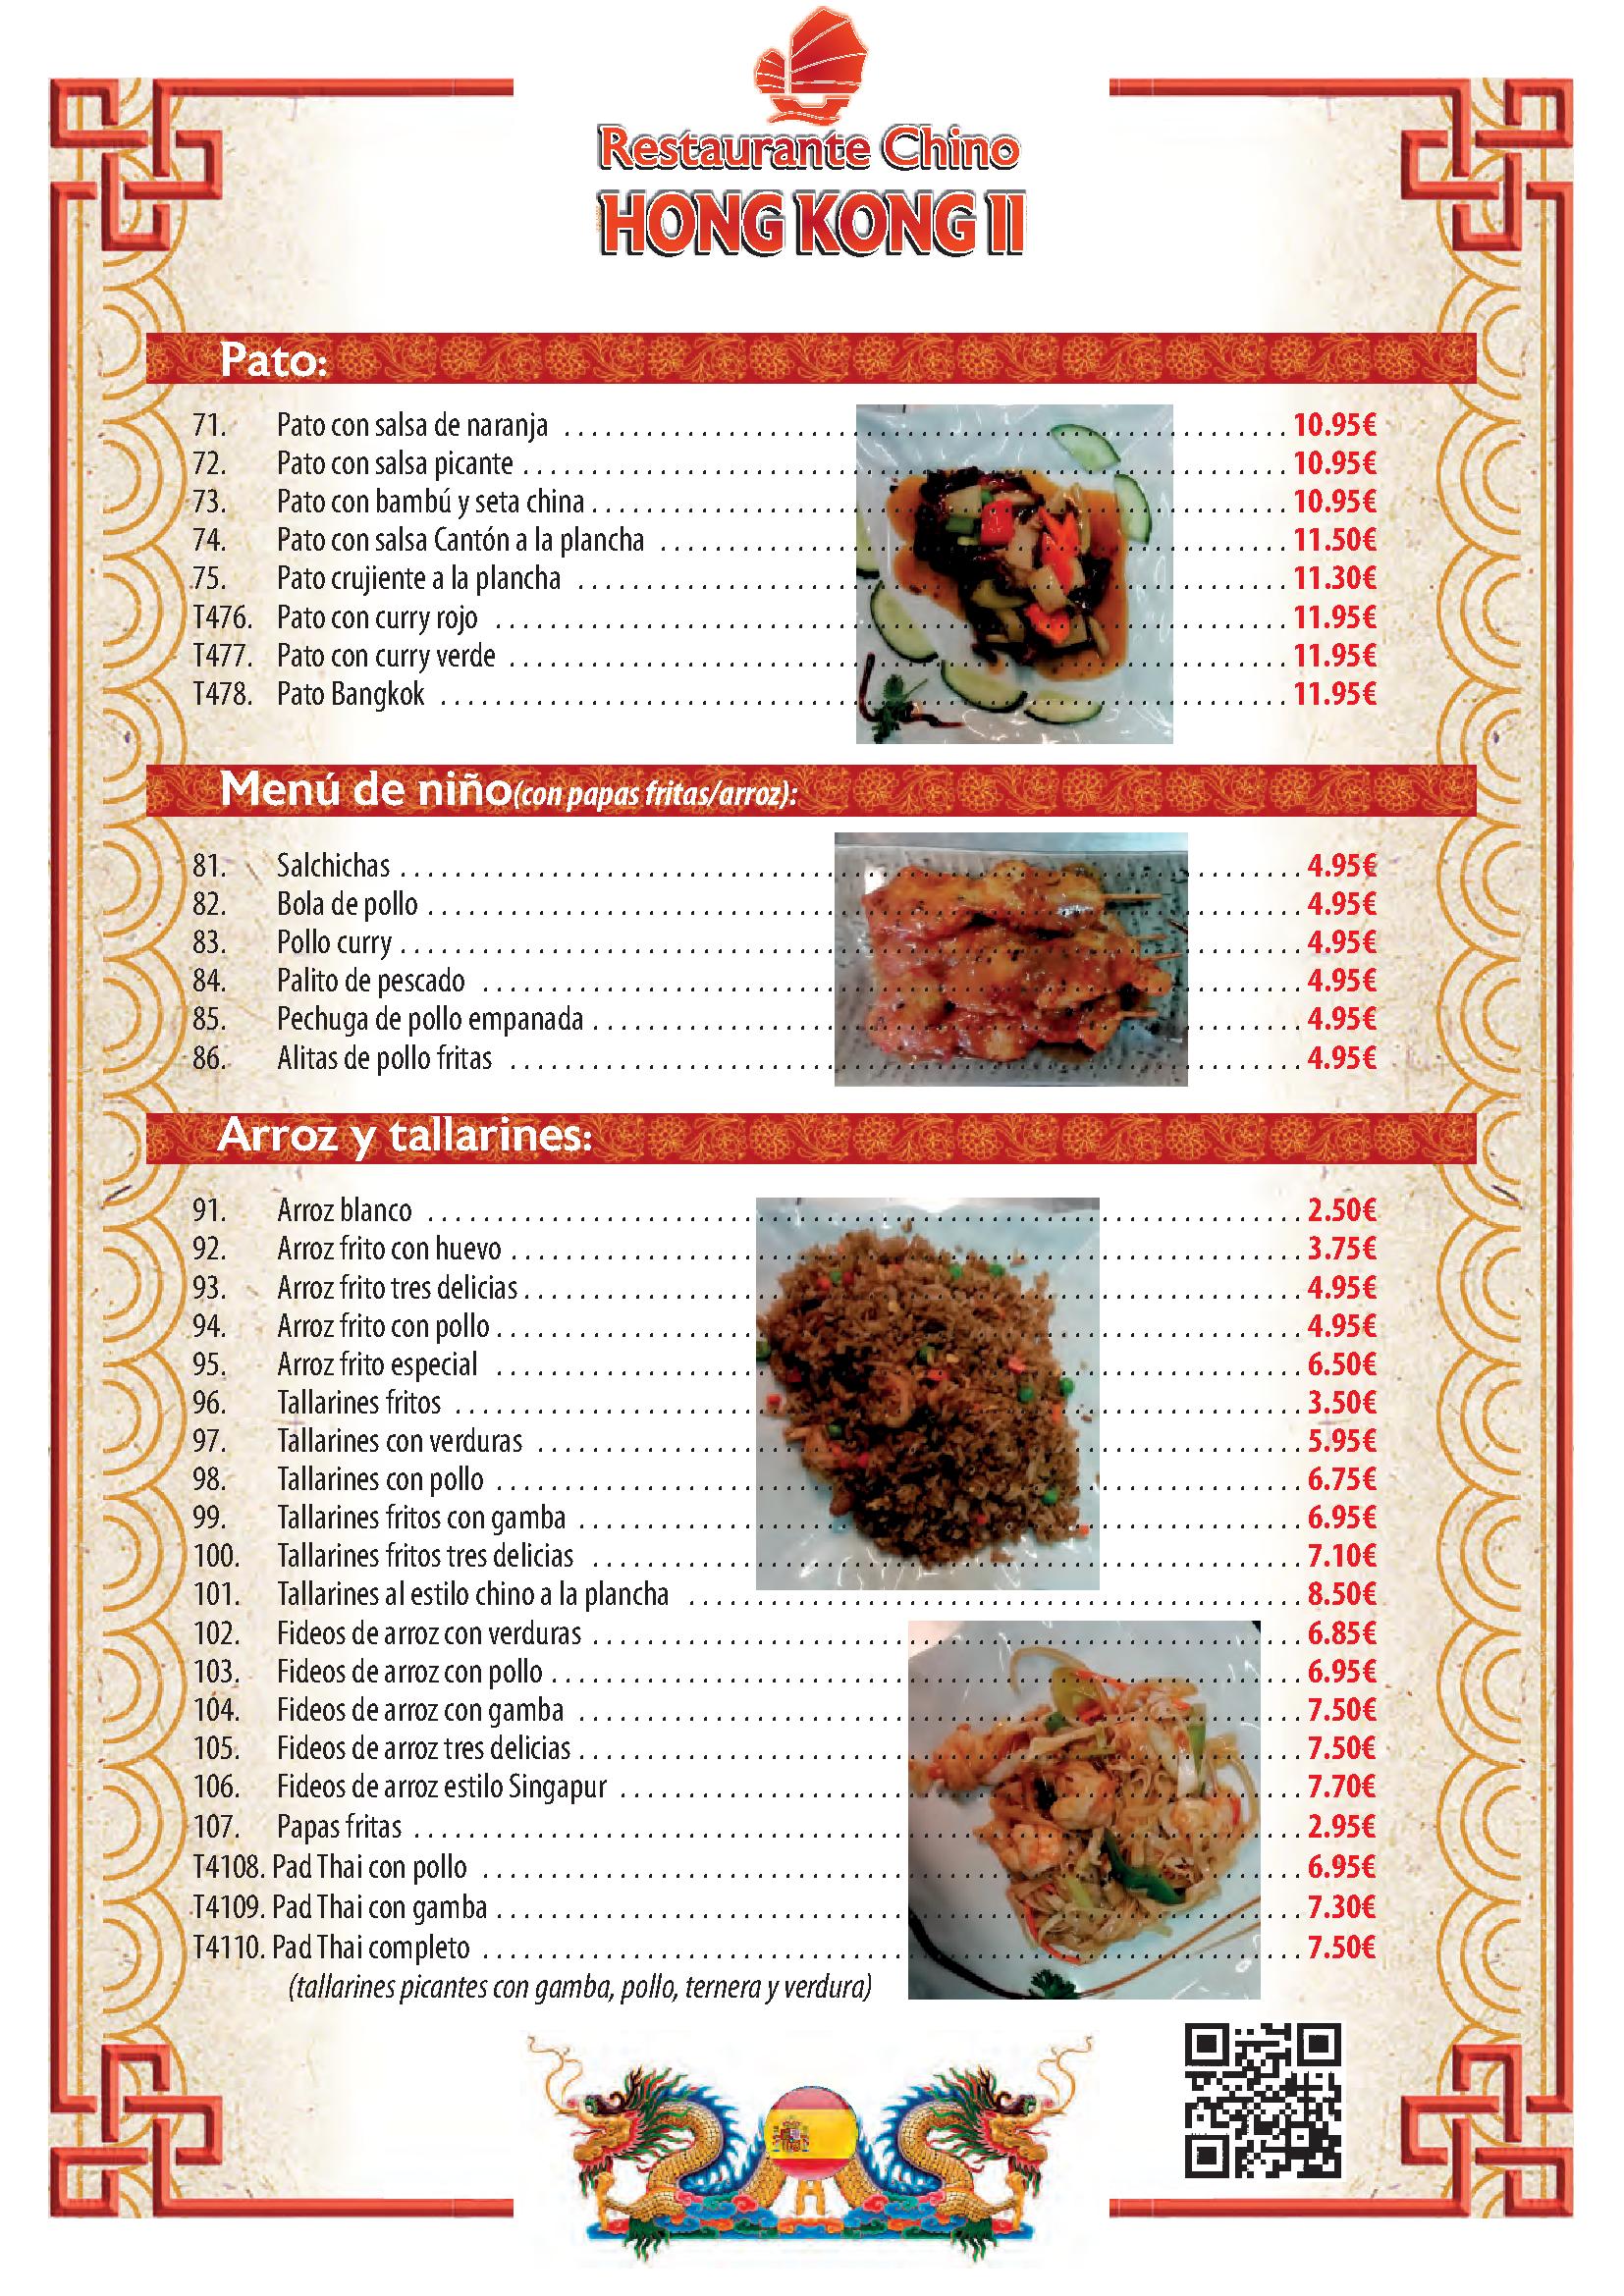 Restaurante Chino
HONG KONG II
Pato:
71. Pato con salsa de naranja 10.95€
72. Pato con salsa picante 10.95€
73. Pato con bambú y seta china 10.95€
74. Pato con salsa Cantón a la plancha 11.50€
75. Pato crujiente a la plancha 11.30€
T476. Pato con curry rojo 11.95€
T477. Pato con curry verde 11.95€
T478. Pato Bangkok 11.95€
Menú de niño (con papas fritas/arroz):
81. Salchichas 4.95€
82. Bola de pollo 4.95€
83. Pollo curry 4.95€
84. Palito de pescado 4.95€
85. Pechuga de pollo empanada 4.95€
86. Alitas de pollo fritas 4.95€
Arroz y tallarines:
91. Arroz blanco 2.50€
92. Arroz frito con huevo 3.75€
93. Arroz frito tres delicias 4.95€
94. Arroz frito con pollo 4.95€
95. Arroz frito especial 6.50€
96. Tallarines fritos 3.50€
97. Tallarines con verduras 5.95€
98. Tallarines con pollo 6.75€
99. Tallarines fritos con gamba 6.95€
100. Tallarines fritos tres delicias 7.10€
101. Tallarines al estilo chino a la plancha 8.50€
102. Fideos de arroz con verduras 6.85€
103. Fideos de arroz con pollo 6.95€
104. Fideos de arroz con gamba 7.50€
105. Fideos de arroz tres delicias 7.50€
106. Fideos de arroz estilo Singapur 7.70€
107. Papas fritas 2.95€
T4108. Pad Thai con pollo 6.95€
T4109. Pad Thai con gamba 7.30€
T4110. Pad Thai completo 7.50€
(tallarines picantes con gamba, pollo, ternera y verdura)